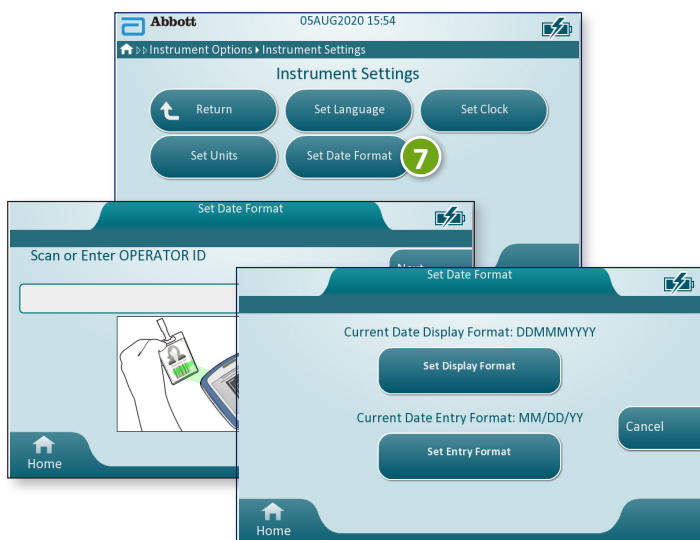 Abbott
05AUG2020 15:54
Instrument Options Instrument Settings
Instrument Settings
Return
Set Language
Set Clock
Set Units
Set Date Format
7
Set Date Format
Scan or Enter OPERATOR ID
Home
Set Date Format
Current Date Display Format: DDMMMYYYY
Set Display Format
Current Date Entry Format: MM/DD/YY
Set Entry Format
Cancel
Home